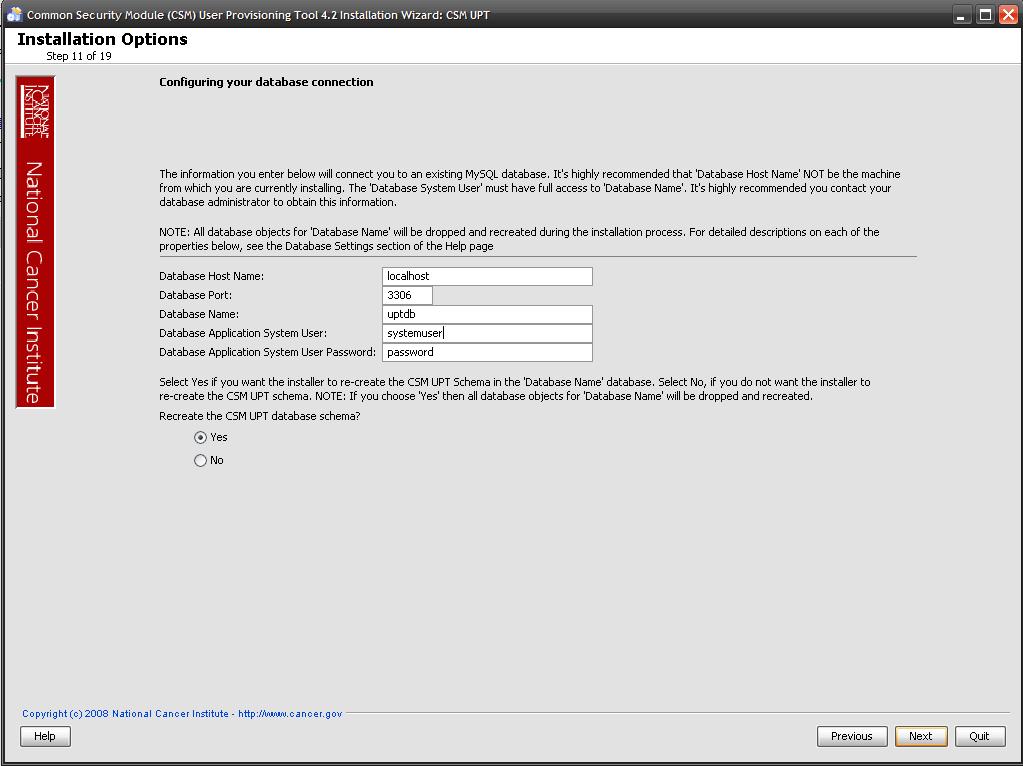 Common Security Module (CSM) User Provisioning Tool 4.2 Installation Wizard: CSM UPT
Installation Options
Step 11 of 19
NATIONAL
CANCER
INSTITUTE
National Cancer Institute
Configuring your database connection
The information you enter below will connect you to an existing MySQL database. It's highly recommended that 'Database Host Name' NOT be the machine
from which you are currently installing. The 'Database System User' must have full access to 'Database Name'. It's highly recommended you contact your
database administrator to obtain this information.
NOTE: All database objects for 'Database Name' will be dropped and recreated during the installation process. For detailed descriptions on each of the
properties below, see the Database Settings section of the Help page
Database Host Name: localhost
Database Port: 3306
Database Name: uptdb
Database Application System User: systemuser
Database Application System User Password: password
Select Yes if you want the installer to re-create the CSM UPT Schema in the 'Database Name' database. Select No, if you do not want the installer to
re-create the CSM UPT schema. NOTE: If you choose 'Yes' then all database objects for 'Database Name' will be dropped and recreated.
Recreate the CSM UPT database schema?
Yes
No
Copyright (c) 2008 National Cancer Institute - http://www.cancer.gov
Help Previous Next Quit